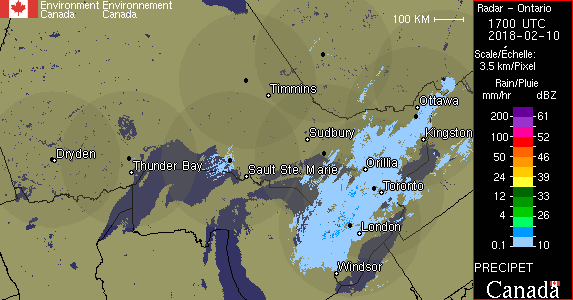 Environment Environnement
Canada Canada
100 KM
Timmins
Ottawa
Sudbury
Kingston
Dryden
Thunder Bay
Sault Ste. Marie
Orillia
Toronto
London
Windsor
Radar - Ontario
1700 UTC
2018-02-10
Scale/Échelle:
3.5 km/Pixel
Rain/Pluie
mm/hr dBZ
200 61
100 52
50 46
24 39
12 33
4 26
0.1 10
PRECIPET
Canada